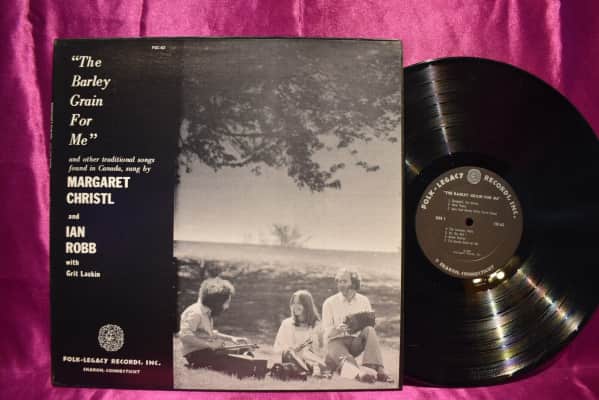 FSC-62
"The
Barley
Grain
For
Me"
and other traditional songs
found in Canada, sung by
MARGARET
CHRISTL
and
IAN
ROBB
with
Grit Laskin
FOLK-LEGACY RECORDS, INC.
SHARON, CONNECTICUT
FOLK-LEGACY RECORDS, INC.
"THE BARLEY GRAIN FOR ME"
SHARON, CONNECTICUT